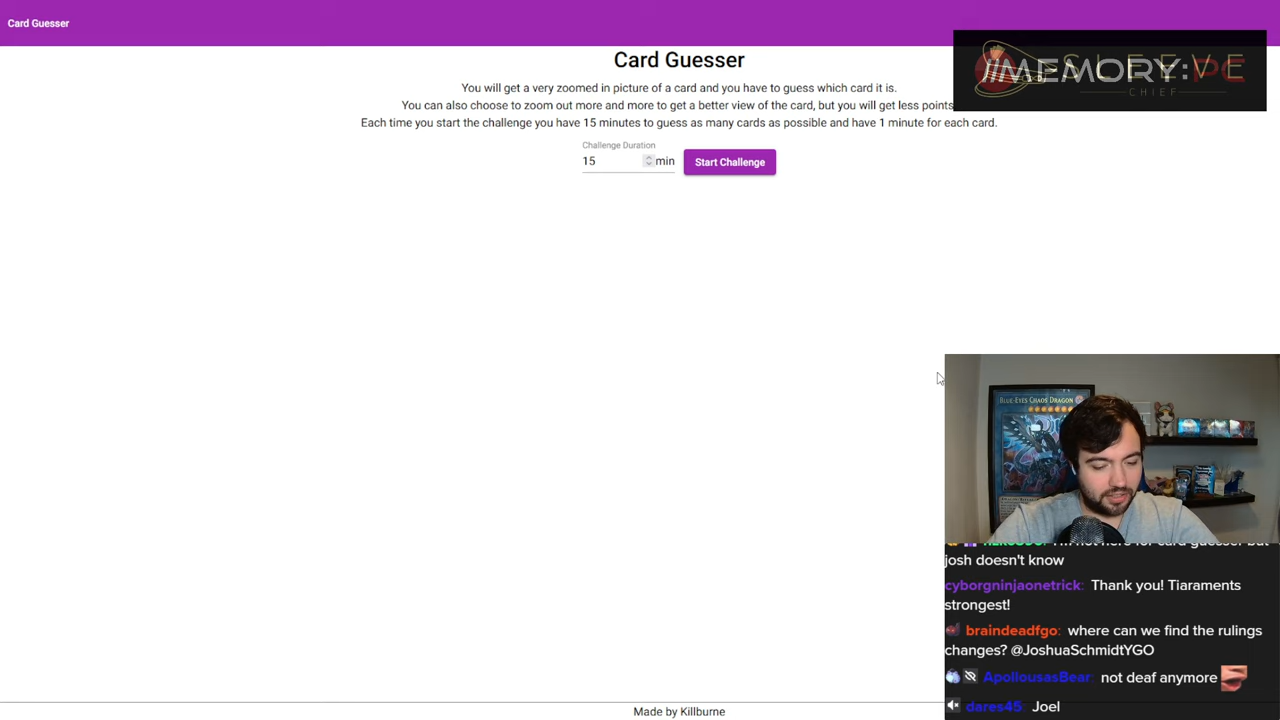 Card Guesser
Card Guesser
You will get a very zoomed in picture of a card and you have to guess which card it is.
You can also choose to zoom out more and more to get a better view of the card, but you will get less points
Each time you start the challenge you have 15 minutes to guess as many cards as possible and have 1 minute for each card.
Challenge Duration
15 min Start Challenge
MEMORY:PC
CHIEF
BLUE-EYES CHAOS DRAGON
josh doesn't know
cyborgninjaonetrick: Thank you! Tiaraments
strongest!
braindeadfgo: where can we find the rulings
changes? @JoshuaSchmidtYGO
ApollousasBear: not deaf anymore
dares45: Joel
Made by Killburne